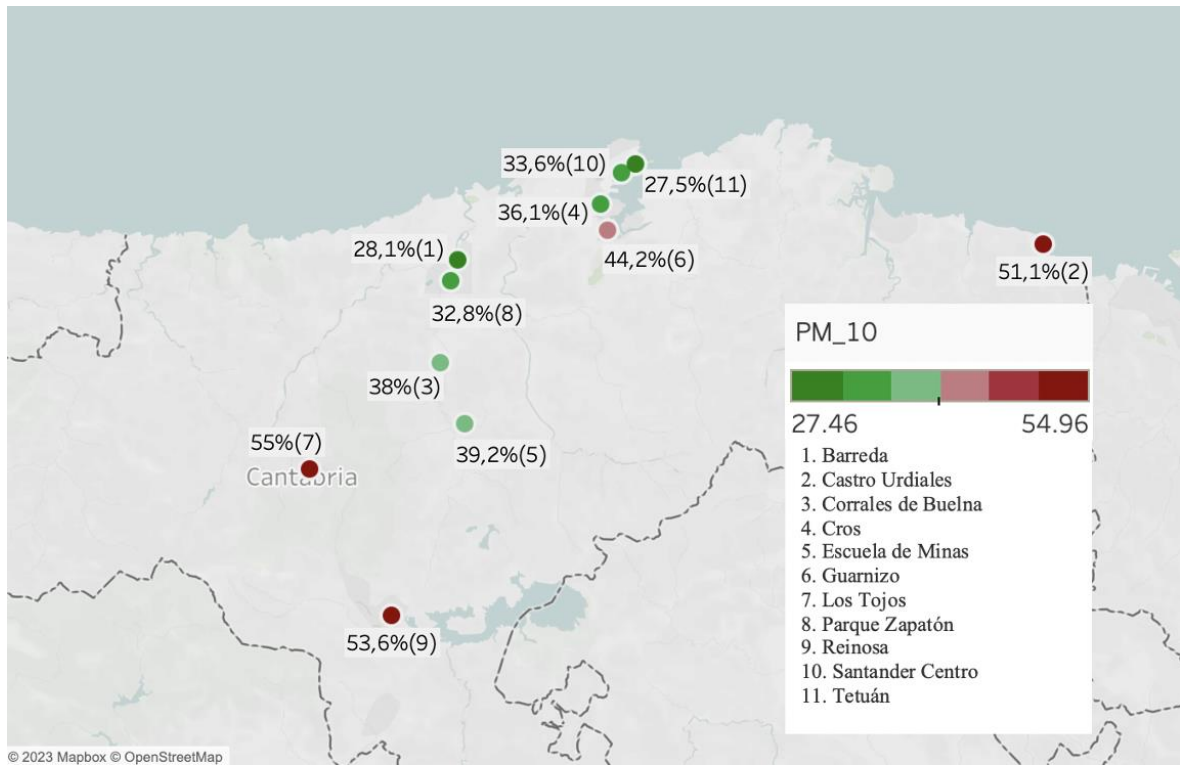 33,6%(10)
27,5%(11)
36,1%(4)
44,2%(6)
28,1%(1)
32,8%(8)
51,1%(2)
38%(3)
39,2%(5)
55%(7)
Cantabria
53,6%(9)
PM_10
27.46 54.96
1. Barreda
2. Castro Urdiales
3. Corrales de Buelna
4. Cros
5. Escuela de Minas
6. Guarnizo
7. Los Tojos
8. Parque Zapatón
9. Reinosa
10. Santander Centro
11. Tetuán
© 2023 Mapbox © OpenStreetMap